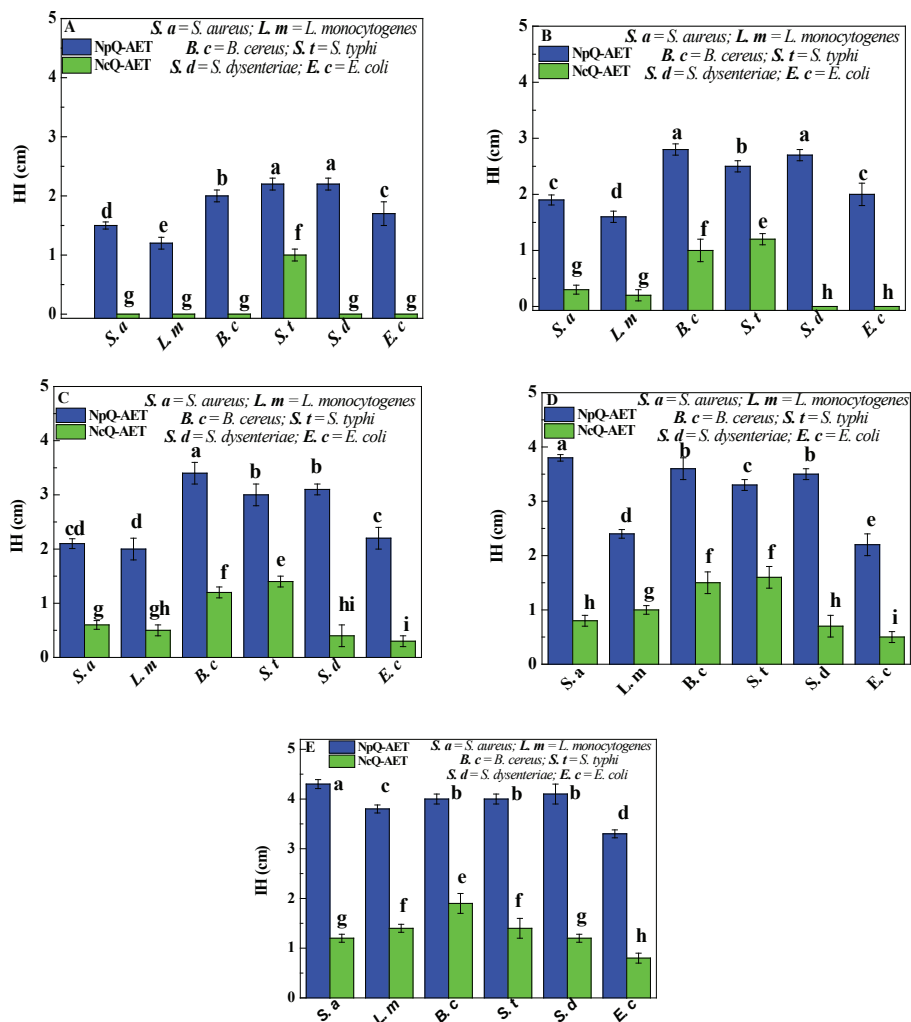 A S. a = S. aureus; L. m = L. monocytogenes
NpQ-AET B. c = B. cereus; S. t = S. typhi
NcQ-AET S. d = S. dysenteriae; E. c = E. coli
HI (cm)
5
4
3
2
1
0
d e b a a c
g g g f g g
S. a L. m B. c S. t S. d E. c
B S. a = S. aureus; L. m = L. monocytogenes
NpQ-AET B. c = B. cereus; S. t = S. typhi
NcQ-AET S. d = S. dysenteriae; E. c = E. coli
HI (cm)
5
4
3
2
1
0
c d a b a c
g g f e h h
S. a L. m B. c S. t S. d E. c
C S. a = S. aureus; L. m = L. monocytogenes
NpQ-AET B. c = B. cereus; S. t = S. typhi
NcQ-AET S. d = S. dysenteriae; E. c = E. coli
IH (cm)
5
4
3
2
1
0
cd d a b b c
g gh f e hi i
S. a L. m B. c S. t S. d E. c
D S. a = S. aureus; L. m = L. monocytogenes
NpQ-AET B. c = B. cereus; S. t = S. typhi
NcQ-AET S. d = S. dysenteriae; E. c = E. coli
IH (cm)
5
4
3
2
1
0
a d b c b e
h g f f h i
S. a L. m B. c S. t S. d E. c
E NpQ-AET S. a = S. aureus; L. m = L. monocytogenes
NcQ-AET B. c = B. cereus; S. t = S. typhi
S. d = S. dysenteriae; E. c = E. coli
IH (cm)
5
4
3
2
1
0
a c b b b d
g f e f g h
S. a L. m B. c S. t S. d E. c